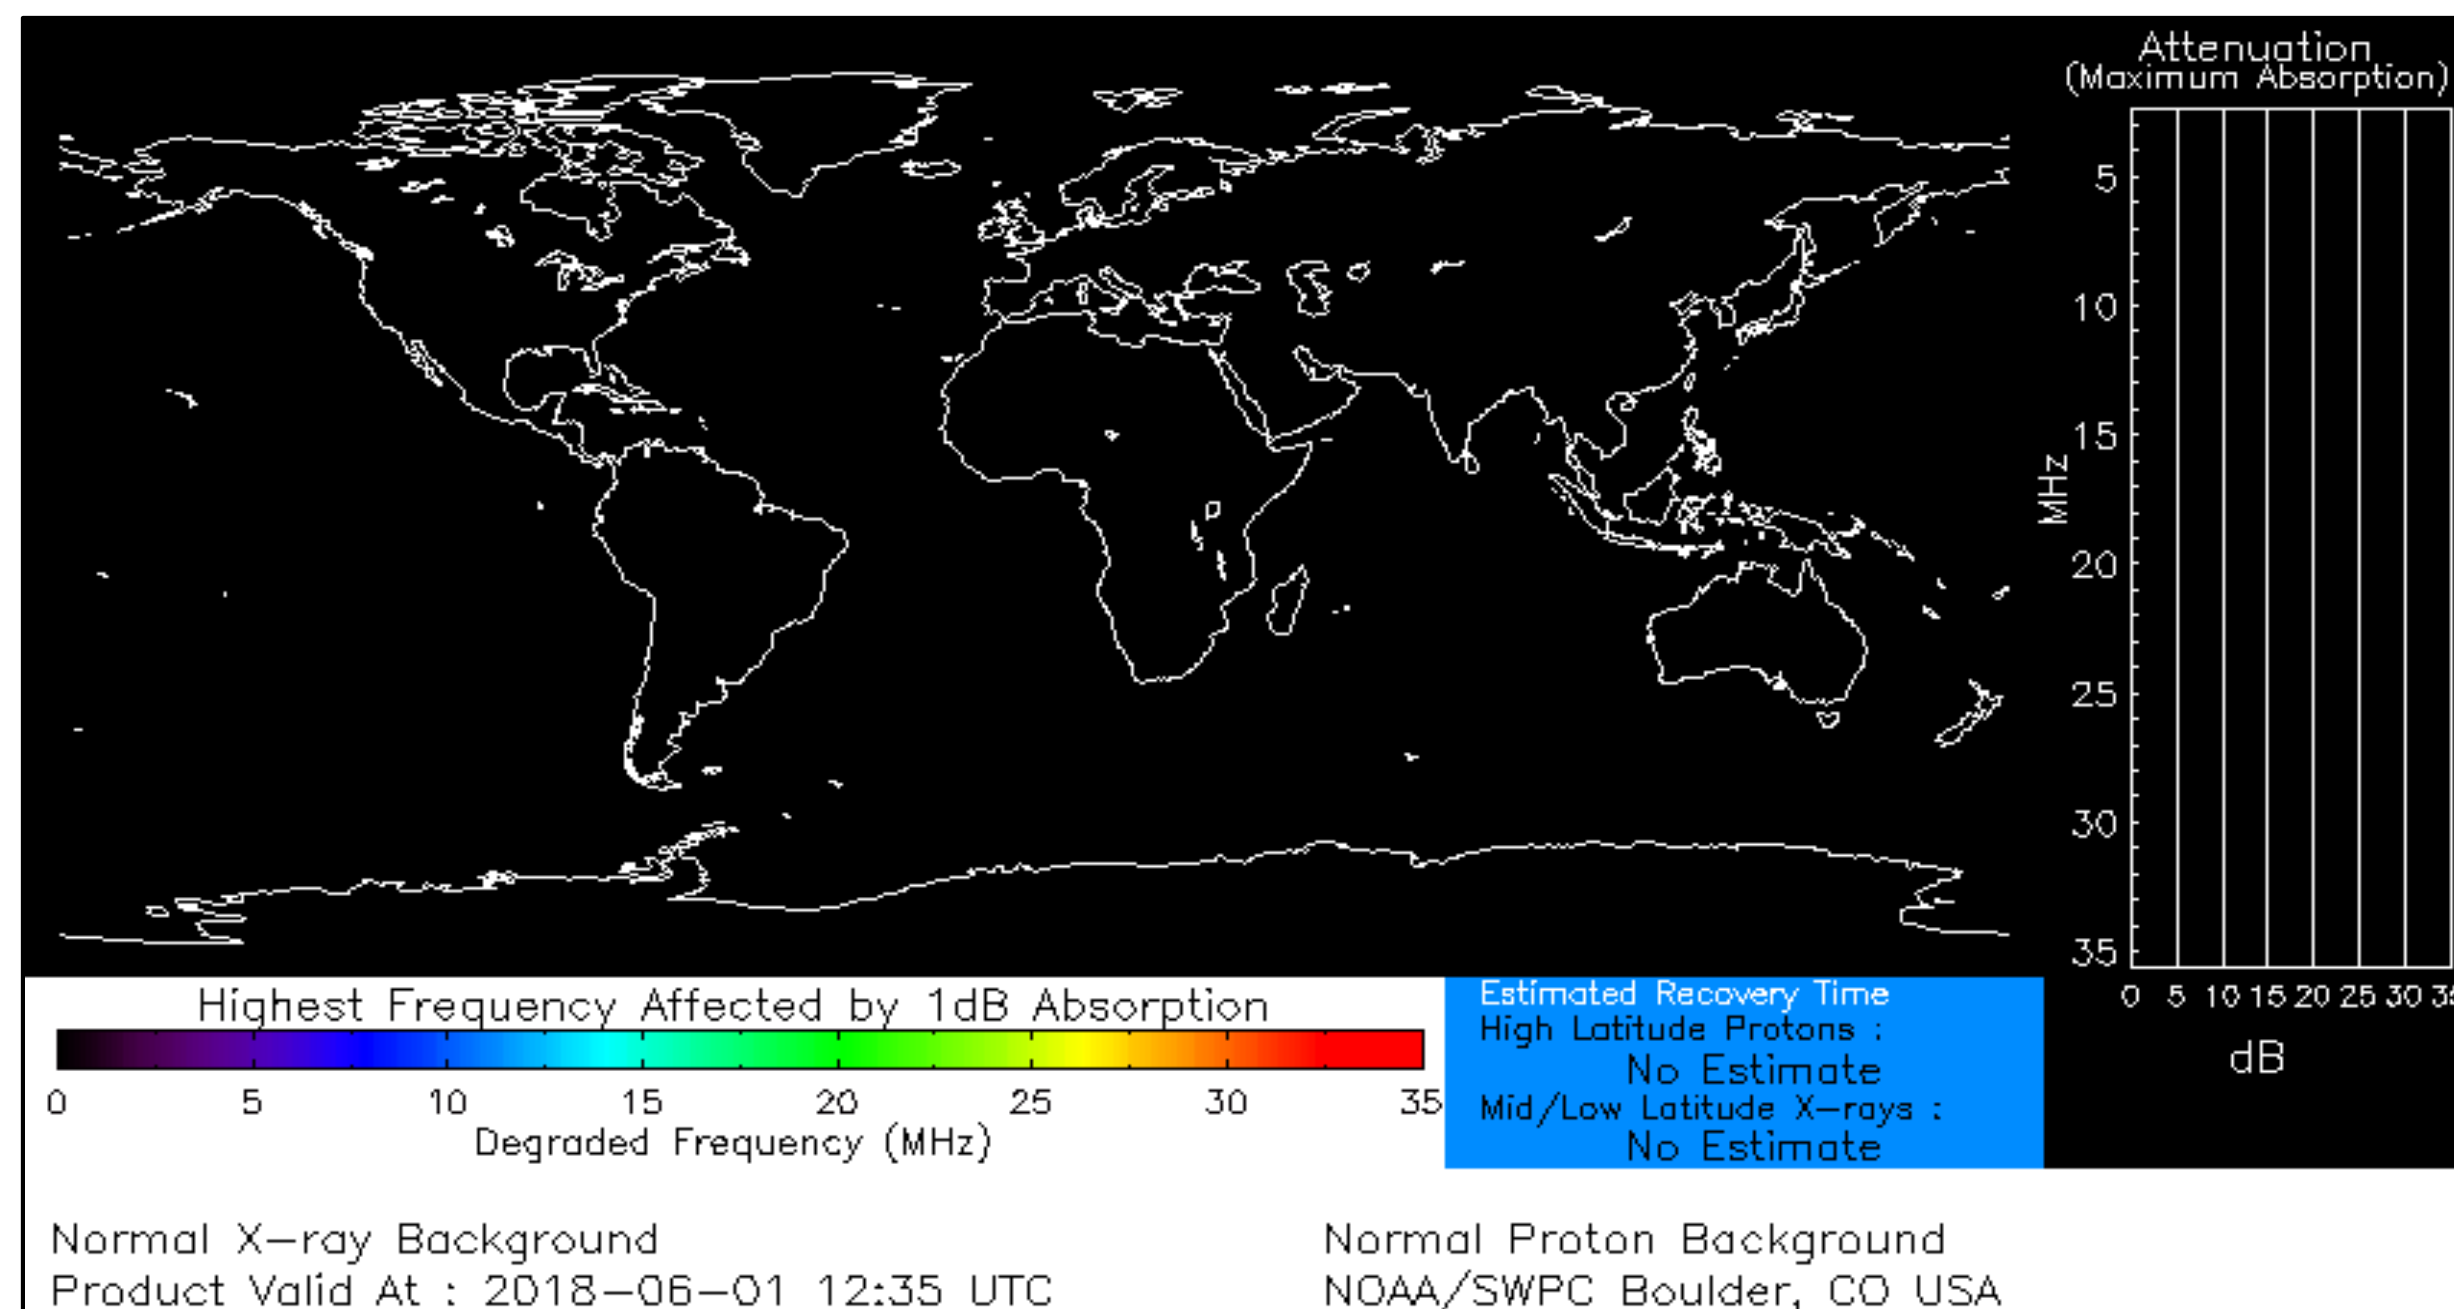 Attenuation
(Maximum Absorption)
5
10
15
20
25
30
35
MHz
0 5 10 15 20 25 30
dB
Highest Frequency Affected by 1dB Absorption
0 5 10 15 20 25 30 35
Degraded Frequency (MHz)
Estimated Recovery Time
High Latitude Protons :
No Estimate
Mid/Low Latitude X-rays :
No Estimate
Normal X-ray Background
Normal Proton Background
Product Valid At : 2018-06-01 12:35 UTC
NOAA/SWPC Boulder, CO USA